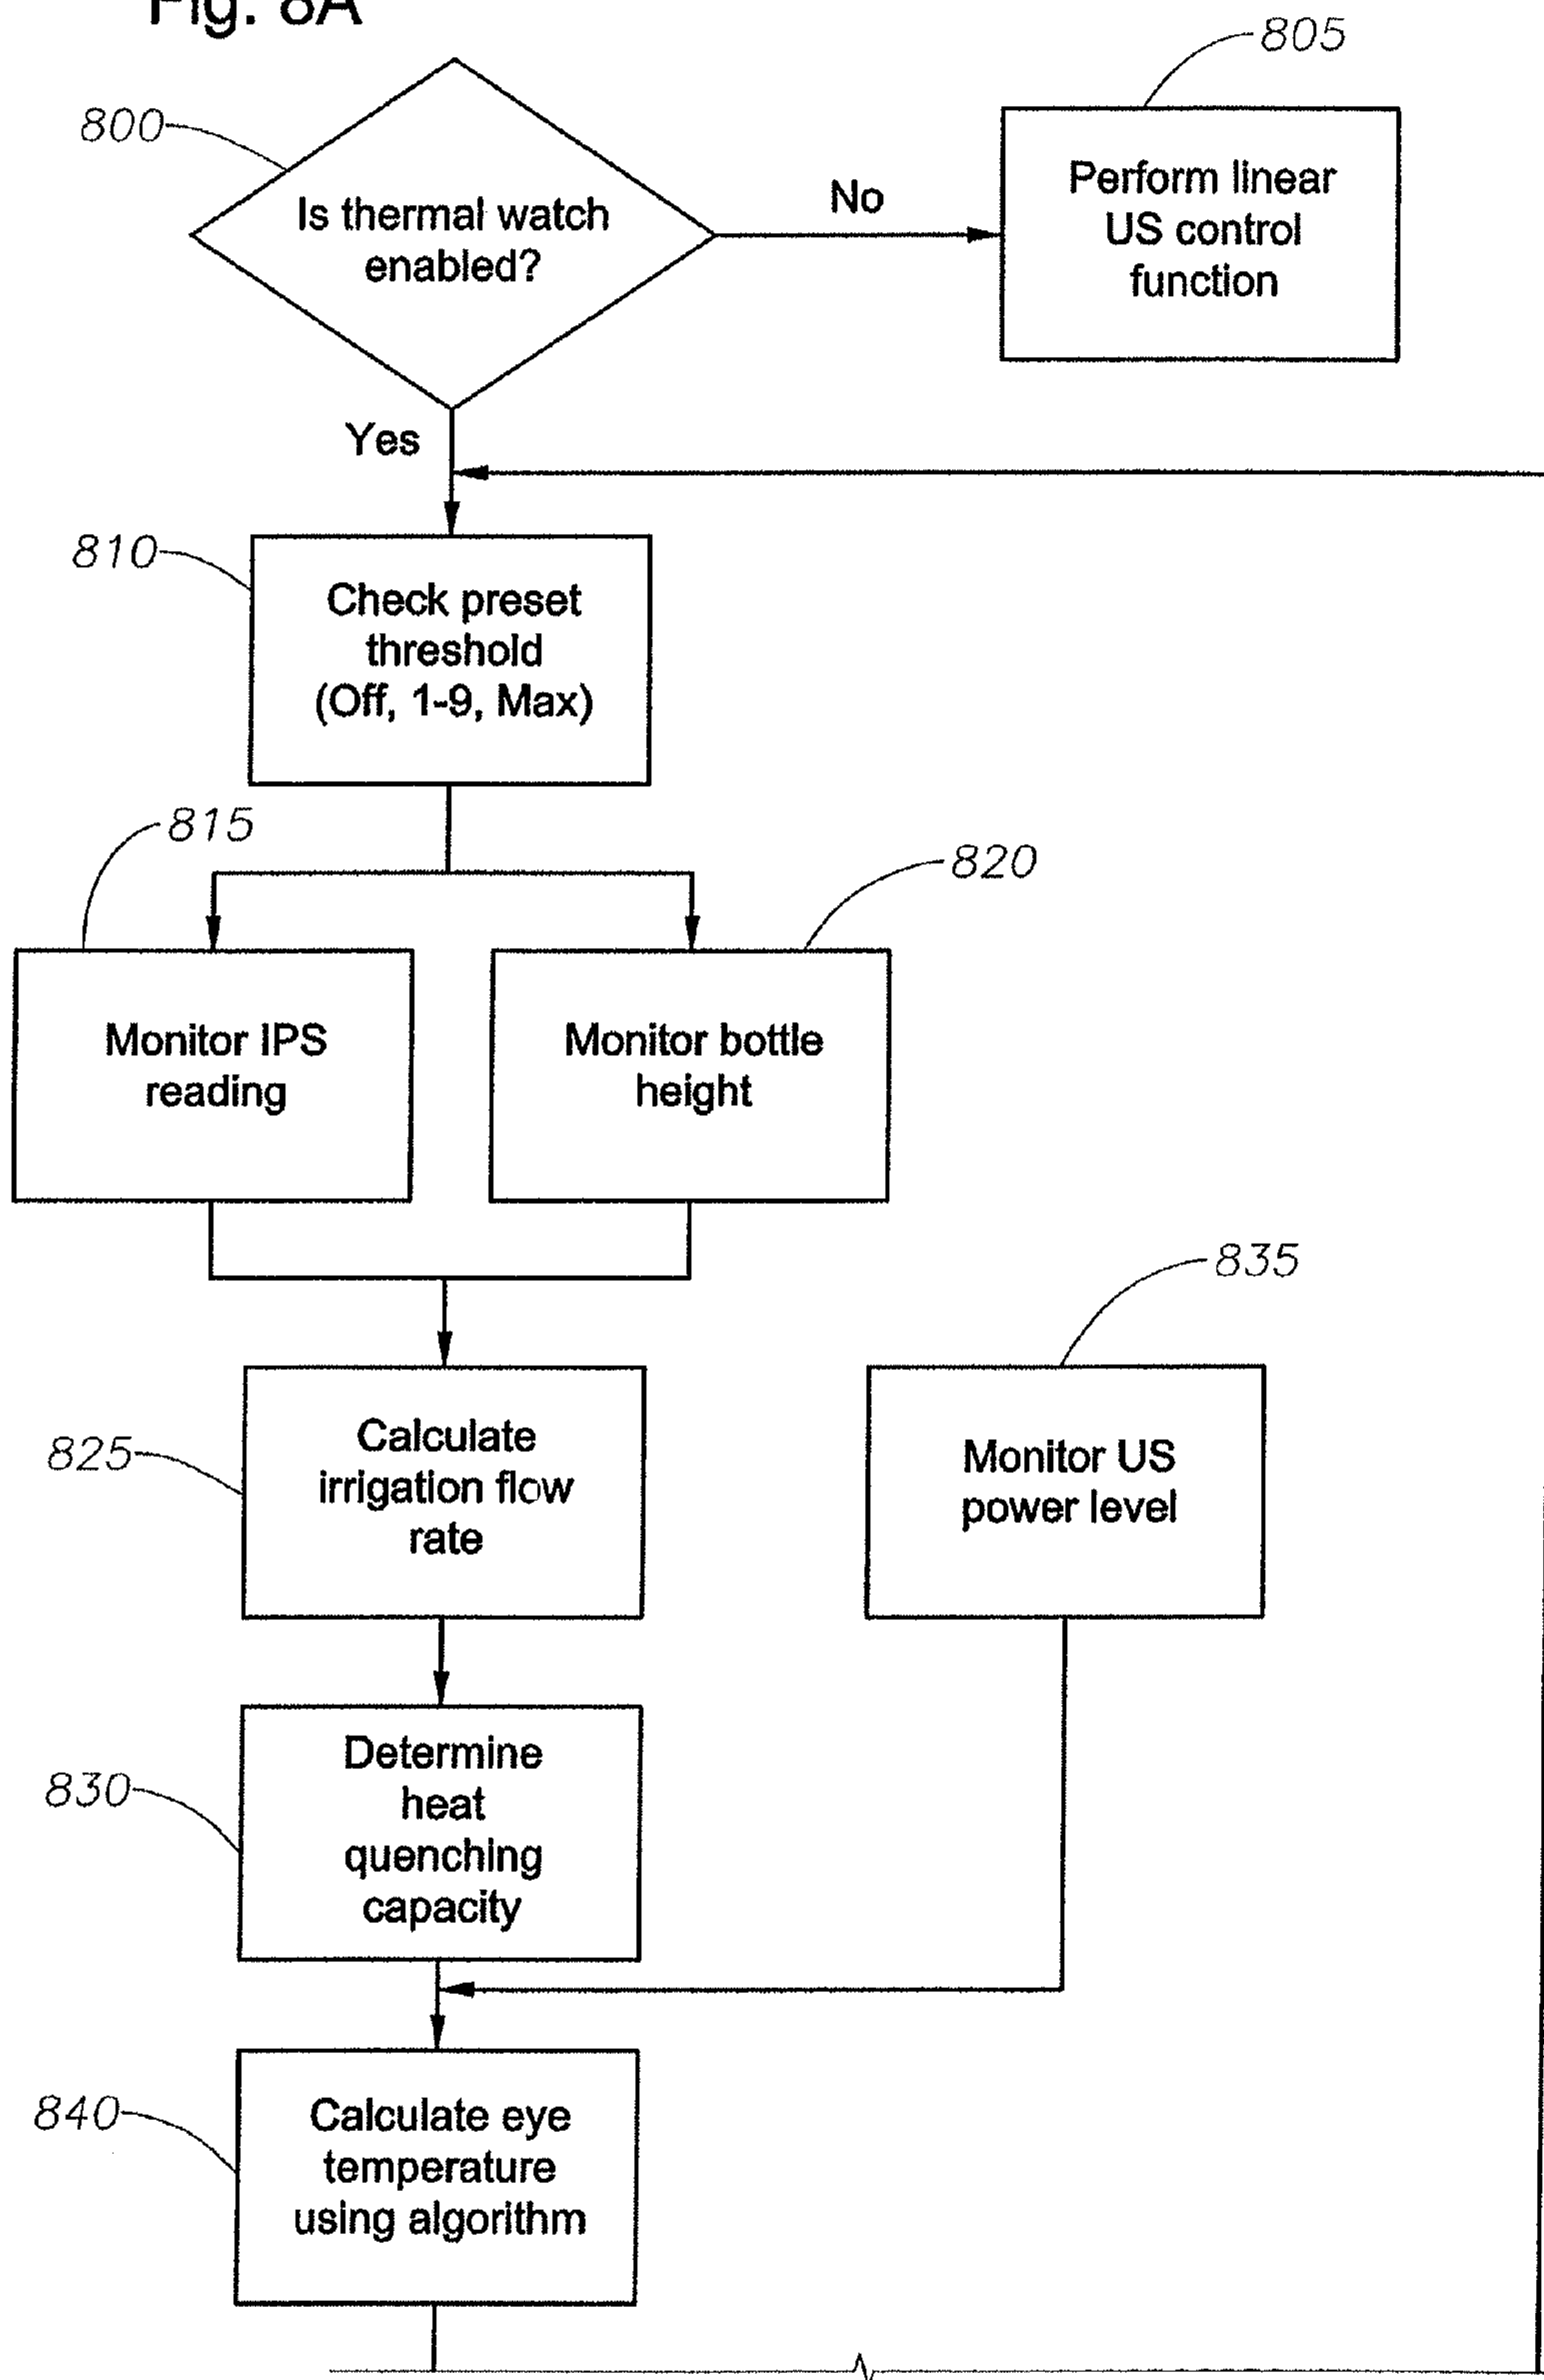 Fig. 8A
805
800
Is thermal watch
enabled?
No
Perform linear
US control
function
Yes
810
Check preset
threshold
(Off, 1-9, Max)
815
820
Monitor IPS
reading
Monitor bottle
height
835
825
Calculate
irrigation flow
rate
Monitor US
power level
830
Determine
heat
quenching
capacity
840
Calculate eye
temperature
using algorithm